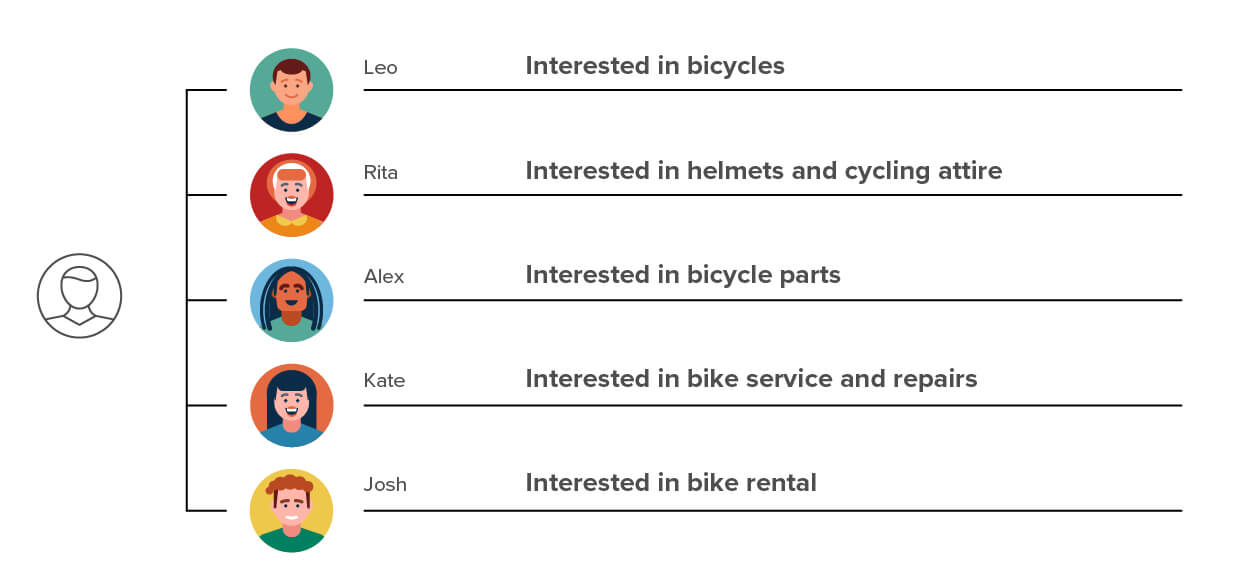 Leo Interested in bicycles
Rita Interested in helmets and cycling attire
Alex Interested in bicycle parts
Kate Interested in bike service and repairs
Josh Interested in bike rental